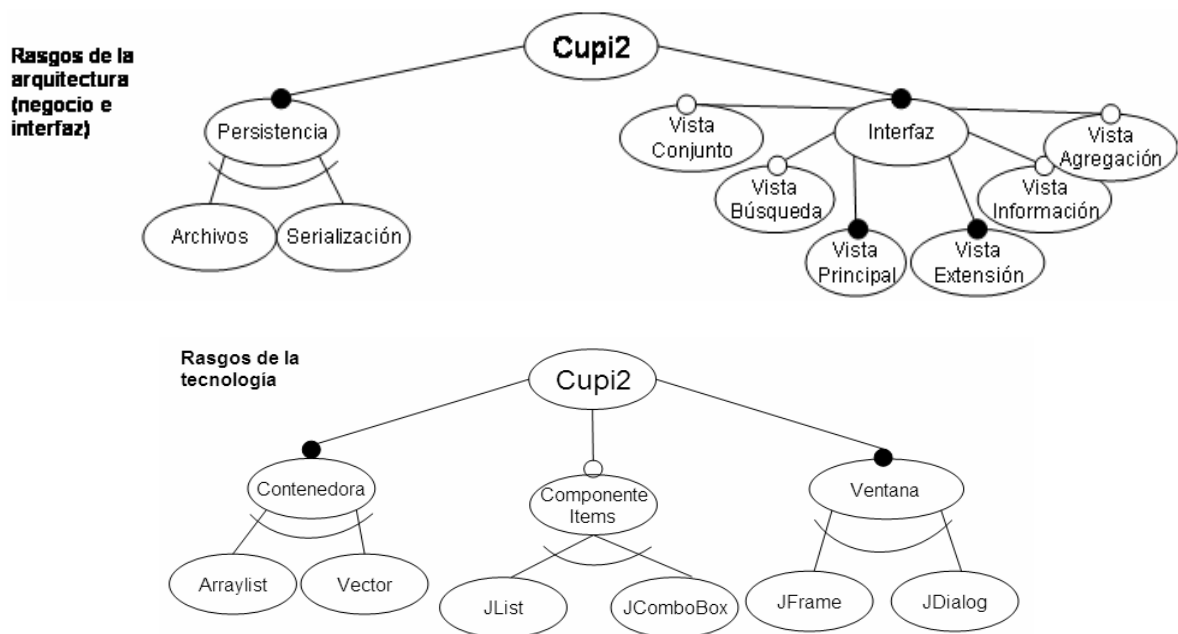 Rasgos de la
arquitectura
(negocio e
interfaz)
Cupi2
Persistencia
Archivos
Serialización
Interfaz
Vista
Conjunto
Vista
Búsqueda
Vista
Principal
Vista
Extensión
Vista
Información
Vista
Agregación
Rasgos de la
tecnología
Cupi2
Contenedora
Arraylist
Vector
Componente
Items
JList
JComboBox
Ventana
JFrame
JDialog